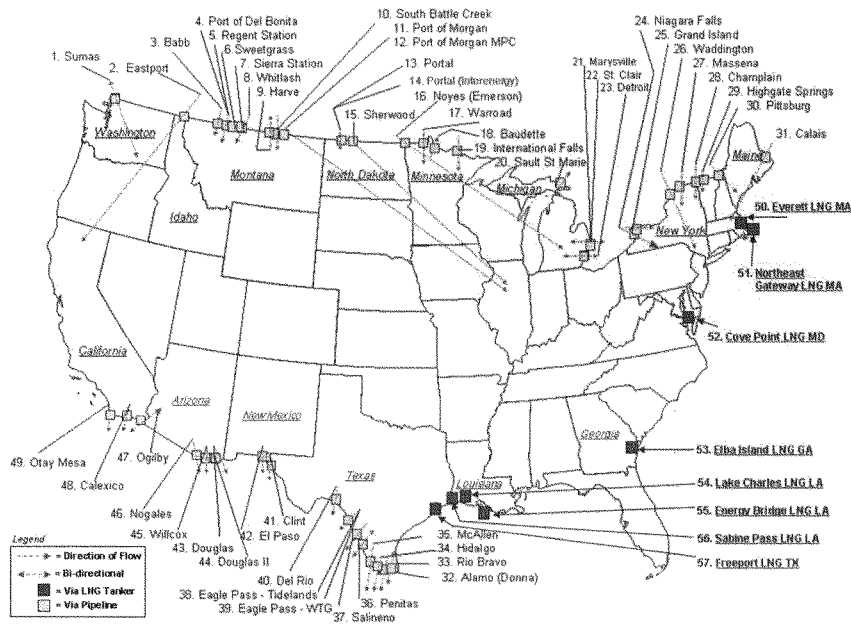 1. Sumas
2. Eastport
3. Babb
4. Port of Del Bonita
5. Regent Station
6. Sweetgrass
7. Sierra Station
8. Whitlash
9. Harve
10. South Battle Creek
11. Port of Morgan
12. Port of Morgan MPC
13. Portal
14. Portal (Interenergy)
15. Sherwood
16. Noyes (Emerson)
17. Warroad
18. Baudette
19. International Falls
20. Sault St Marie
21. Marysville
22. St. Clair
23. Detroit
24. Niagara Falls
25. Grand Island
26. Waddington
27. Massena
28. Champlain
29. Highgate Springs
30. Pittsburg
31. Calais
Washington
Montana
North Dakota
Minnesota
Michigan
Maine
New York
Idaho
California
Arizona
New Mexico
Texas
Louisiana
Georgia
50. Everett LNG MA
51. Northeast
Gateway LNG MA
52. Cove Point LNG MD
53. Elba Island LNG GA
54. Lake Charles LNG LA
55. Energy Bridge LNG LA
56. Sabine Pass LNG LA
57. Freeport LNG TX
49. Otay Mesa
48. Calexico
47. Ogilby
46. Nogales
45. Willcox
43. Douglas
44. Douglas II
42. El Paso
41. Clint
40. Del Rio
38. Eagle Pass - Tidelands
39. Eagle Pass - WTG
37. Salineno
36. Penitas
35. McAllen
34. Hidalgo
33. Rio Bravo
32. Alamo (Donna)
Legend
= Direction of Flow
= Bi-directional
= Via LNG Tanker
= Via Pipeline